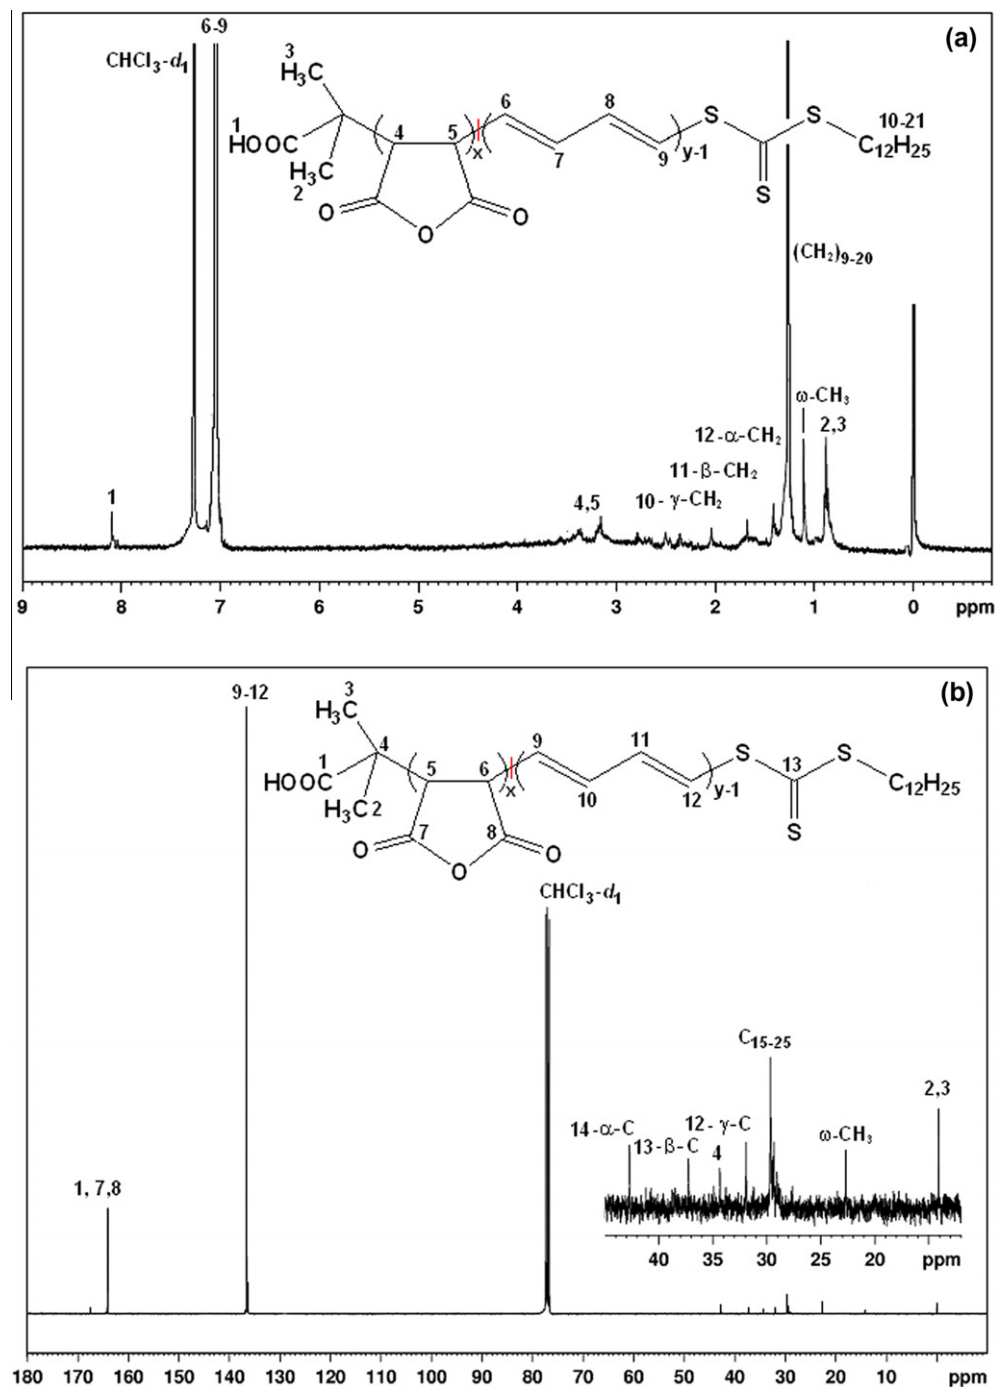 (a)
6-9
CHCl3-d1
3
H3C
1
HOOC
H3C
2
4
5
x
O
O
O
6
7
8
9
y-1
S
S
S
10-21
C12H25
(CH2)9-20
ω-CH3
2,3
12-α-CH2
11-β-CH2
10-γ-CH2
4,5
1
9 8 7 6 5 4 3 2 1 0 ppm
(b)
9-12
3
H3C
1
HOOC
H3C
2
4
5
6
x
7
8
O
O
O
9
10
11
12
y-1
S
13
S
S
C12H25
CHCl3-d1
C15-25
2,3
14-α-C
13-β-C
12-γ-C
4
ω-CH3
40 35 30 25 20 ppm
1, 7,8
180 170 160 150 140 130 120 110 100 90 80 70 60 50 40 30 20 10 ppm